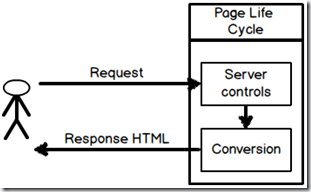 Page Life
Cycle
Request
Server
controls
Response HTML
Conversion